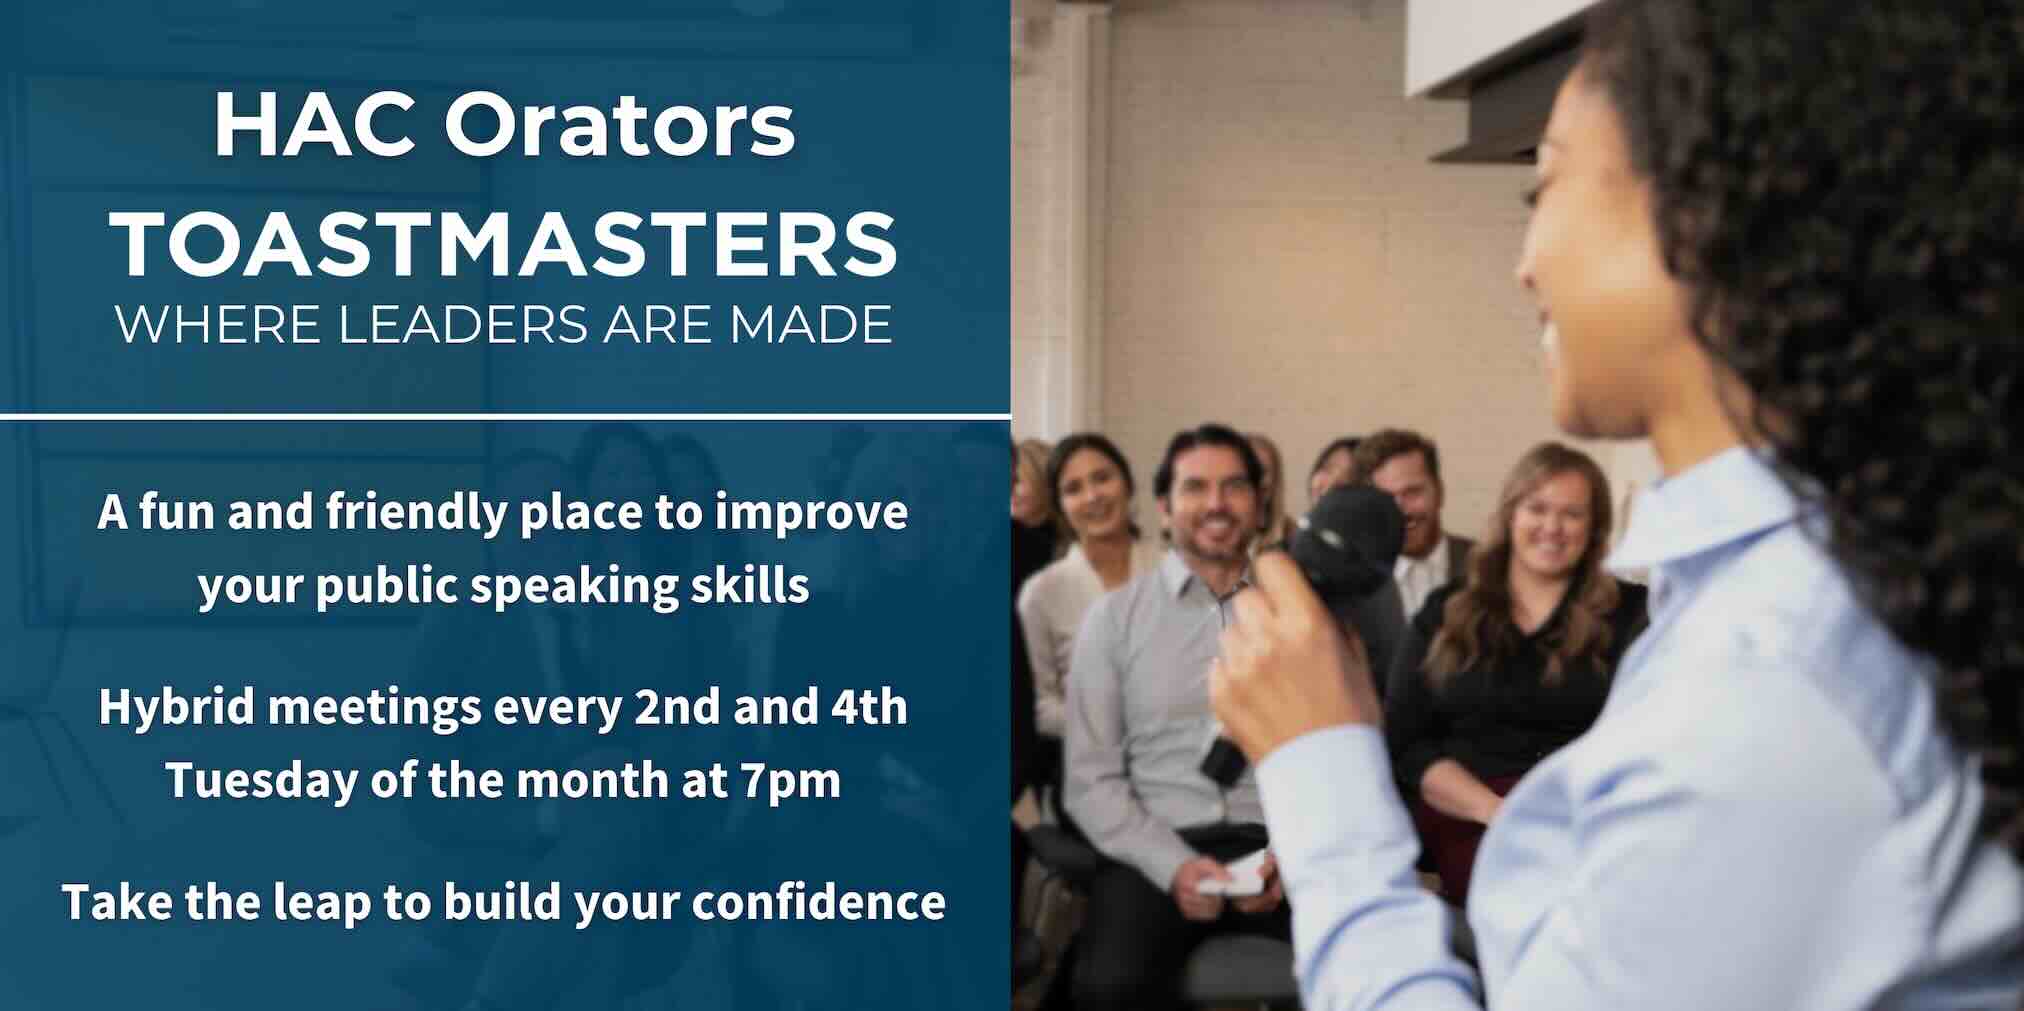 HAC Orators
TOASTMASTERS
WHERE LEADERS ARE MADE
A fun and friendly place to improve
your public speaking skills
Hybrid meetings every 2nd and 4th
Tuesday of the month at 7pm
Take the leap to build your confidence